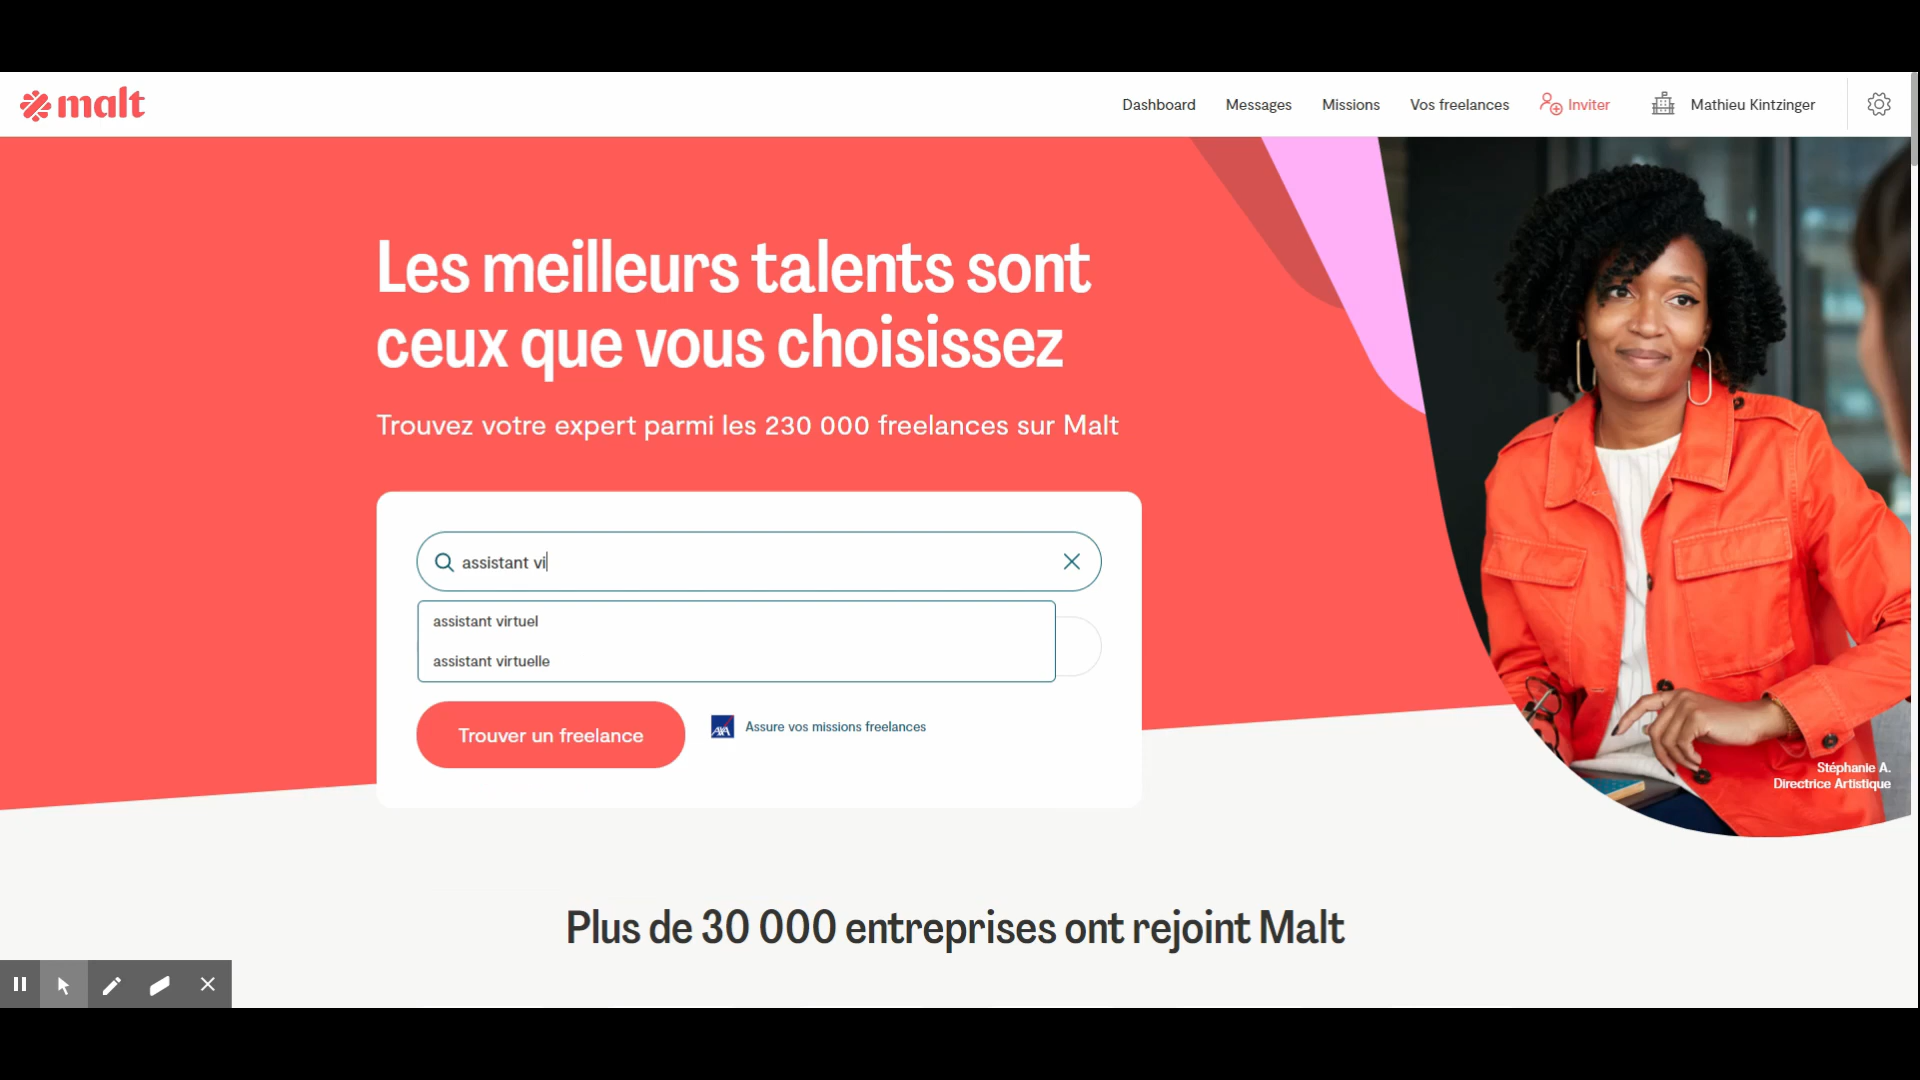 malt
Dashboard Messages Missions Vos freelances Inviter Mathieu Kintzinger
Les meilleurs talents sont
ceux que vous choisissez
Trouvez votre expert parmi les 230 000 freelances sur Malt
assistant vi
assistant virtuel
assistant virtuelle
Trouver un freelance
AXA Assure vos missions freelances
Stéphanie A.
Directrice Artistique
Plus de 30 000 entreprises ont rejoint Malt